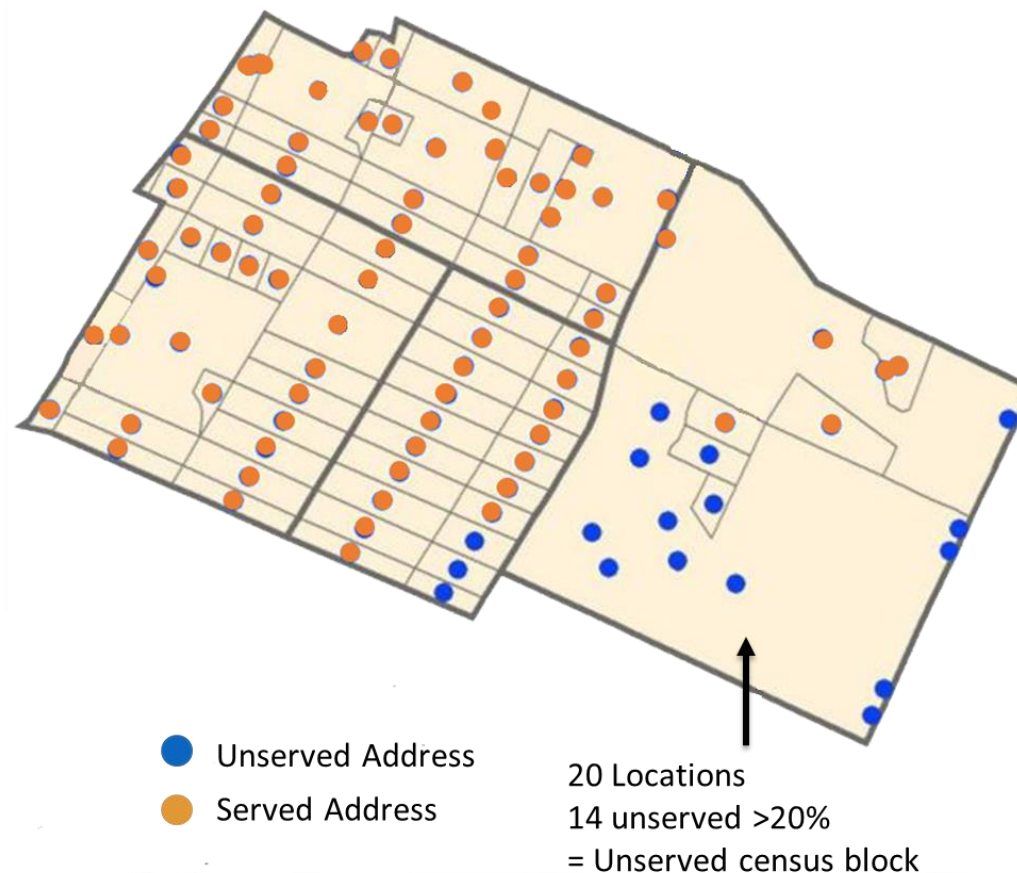 Unserved Address
Served Address
20 Locations
14 unserved >20%
= Unserved census block